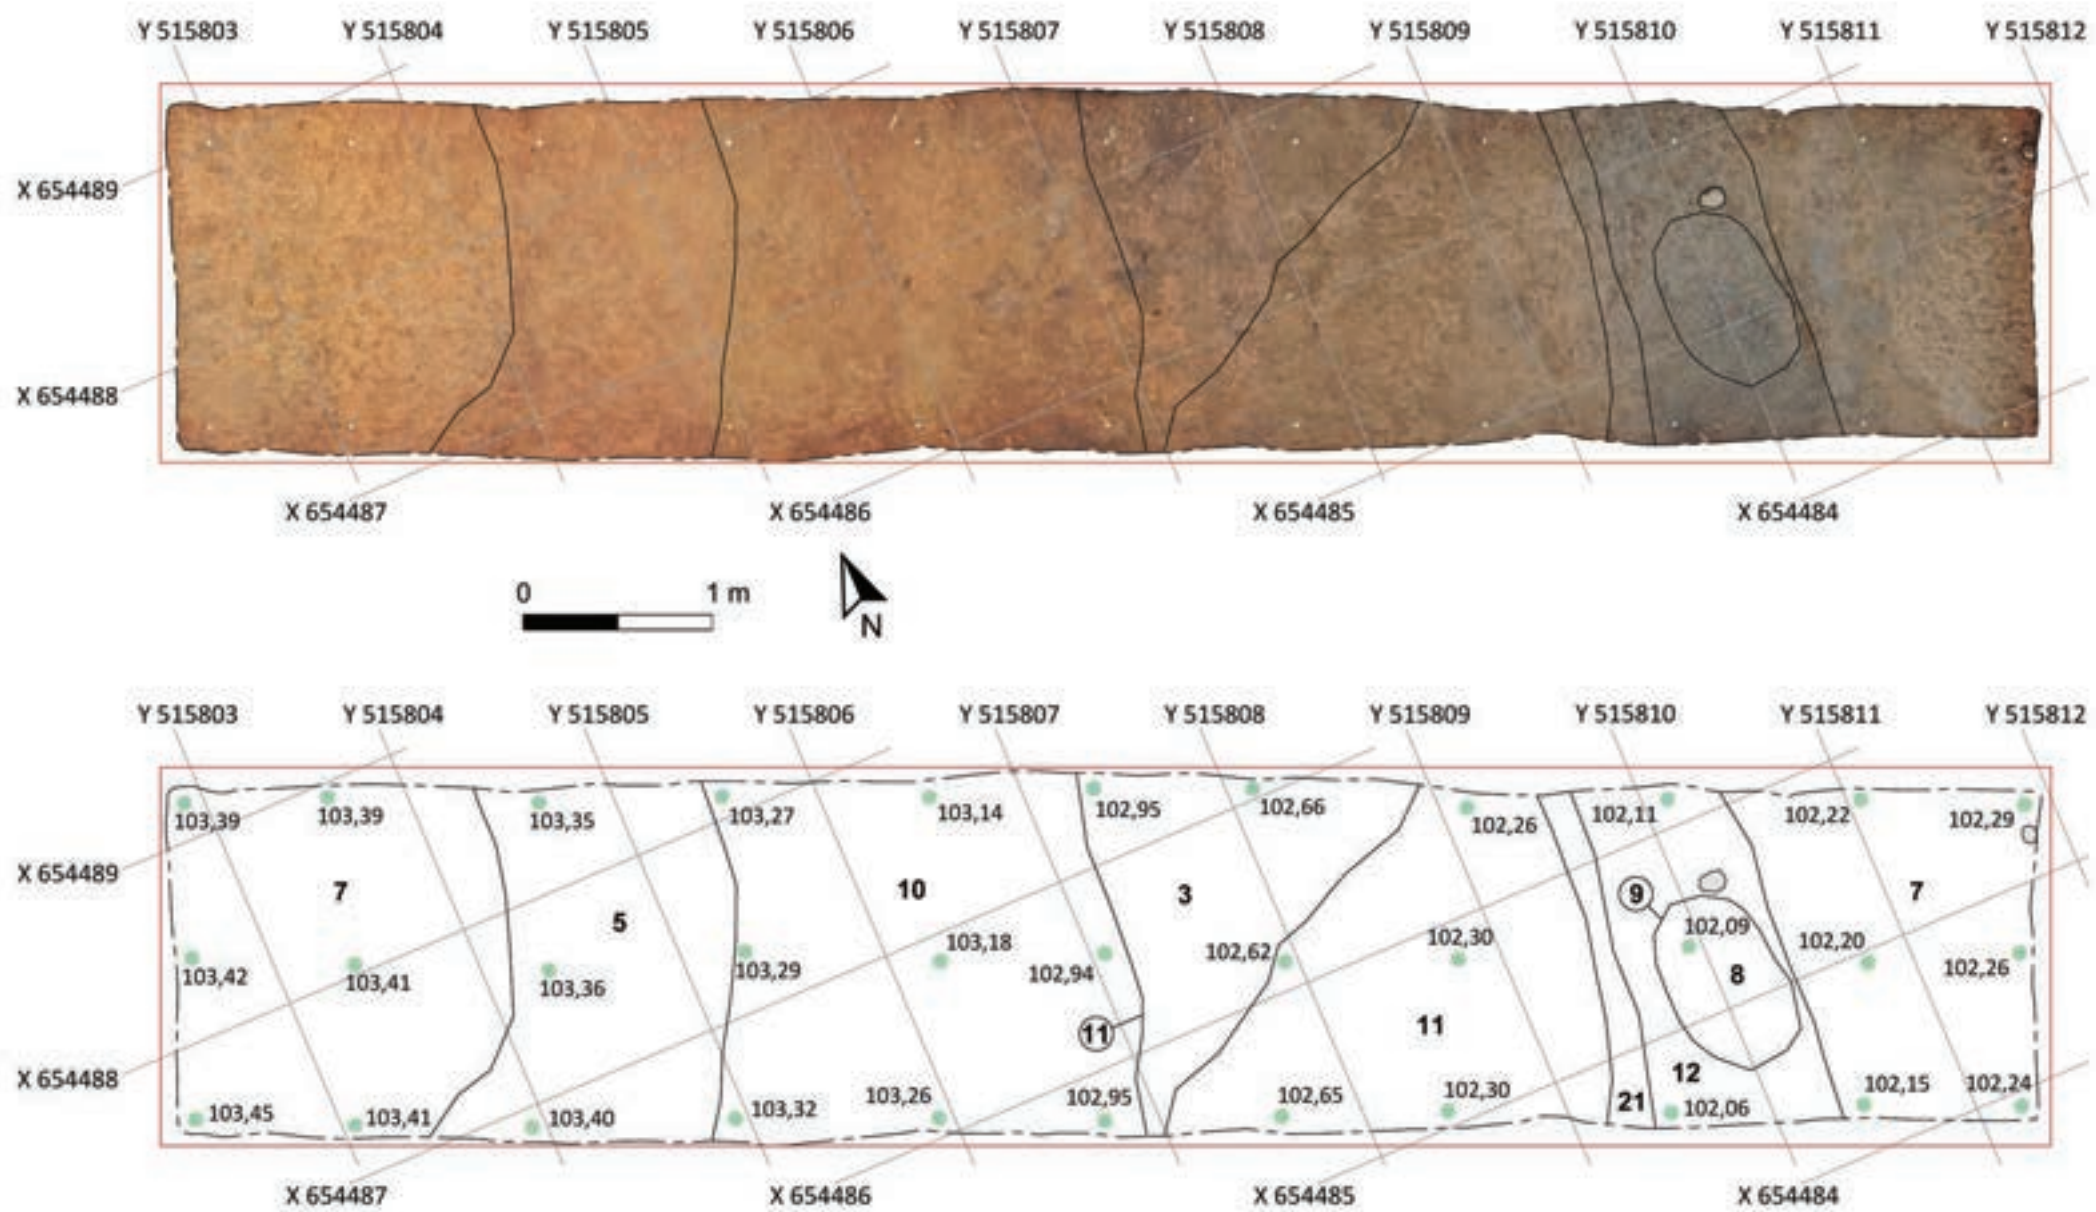 Y 515803 Y 515804 Y 515805 Y 515806 Y 515807 Y 515808 Y 515809 Y 515810 Y 515811 Y 515812
X 654489
X 654488
X 654487 X 654486 X 654485 X 654484
0 1 m
N
Y 515803 Y 515804 Y 515805 Y 515806 Y 515807 Y 515808 Y 515809 Y 515810 Y 515811 Y 515812
103,39 103,39 103,35 103,27 103,14 102,95 102,66 102,26 102,11 102,22 102,29
X 654489
7 5 10 3 9 7
103,42 103,41 103,36 103,29 103,18 102,94 102,62 102,30 102,09 102,20 102,26
8
11 11
X 654488
12
21
103,45 103,41 103,40 103,32 103,26 102,95 102,65 102,30 102,06 102,15 102,24
X 654487 X 654486 X 654485 X 654484